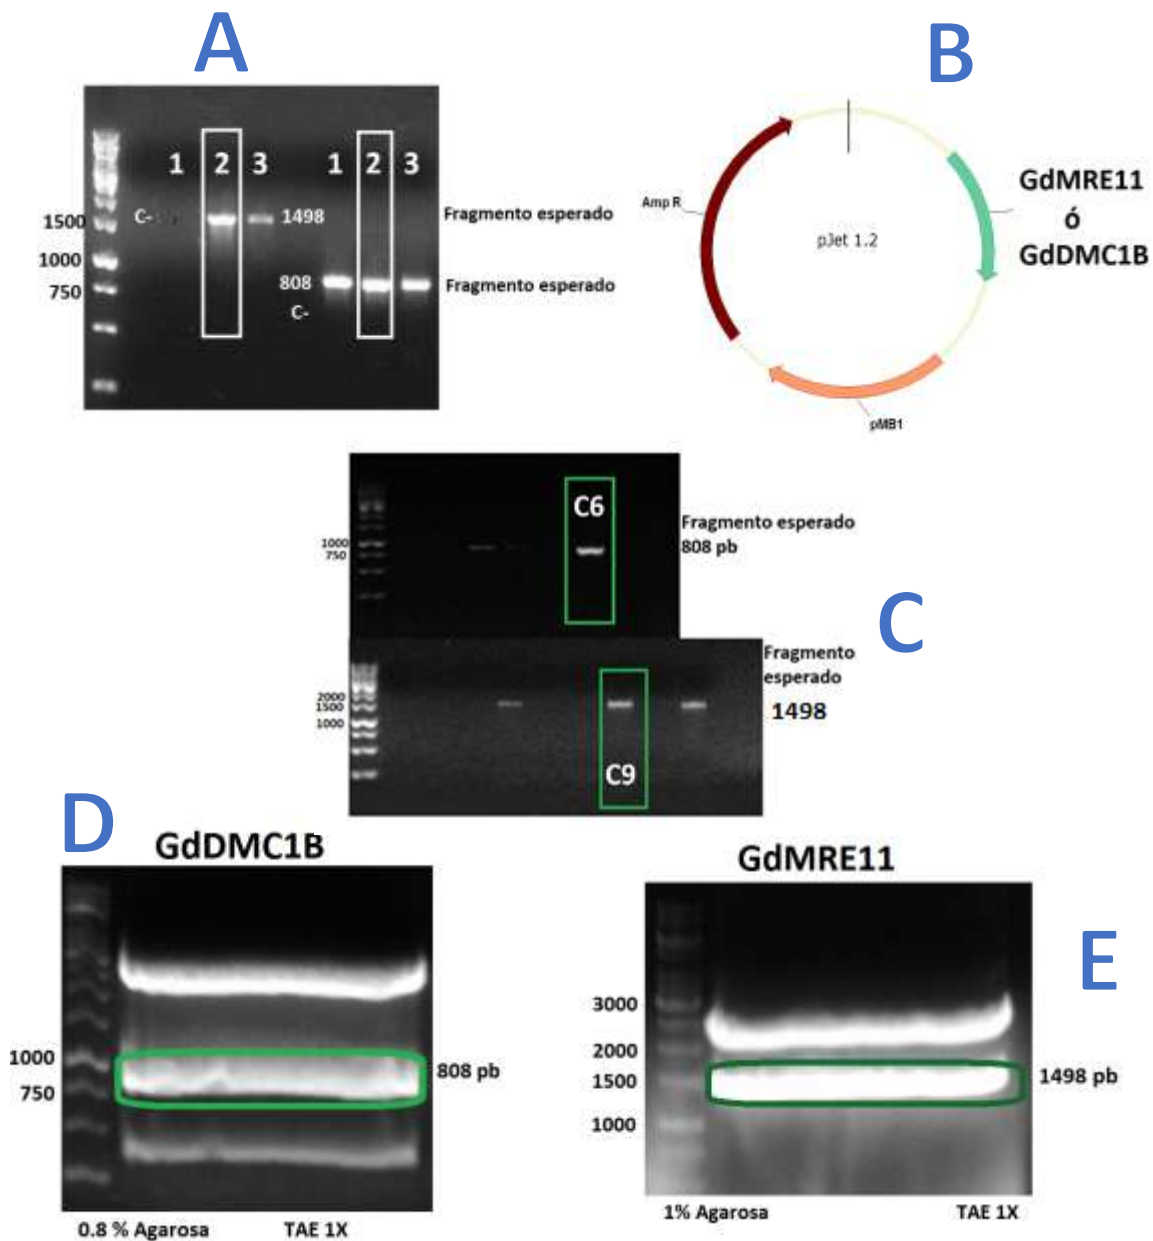 A
1 2 3 1 2 3
C-
1500
1498
Fragmento esperado
1000
750
808
Fragmento esperado
C-
B
Amp R
pJet 1.2
GdMRE11
ó
GdDMC1B
pMB1
C6
1000
750
Fragmento esperado
808 pb
C
Fragmento
esperado
1498
2000
1500
1000
C9
D
GdDMC1B
1000
750
808 pb
0.8 % Agarosa TAE 1X
GdMRE11
E
3000
2000
1500
1000
1498 pb
1% Agarosa TAE 1X